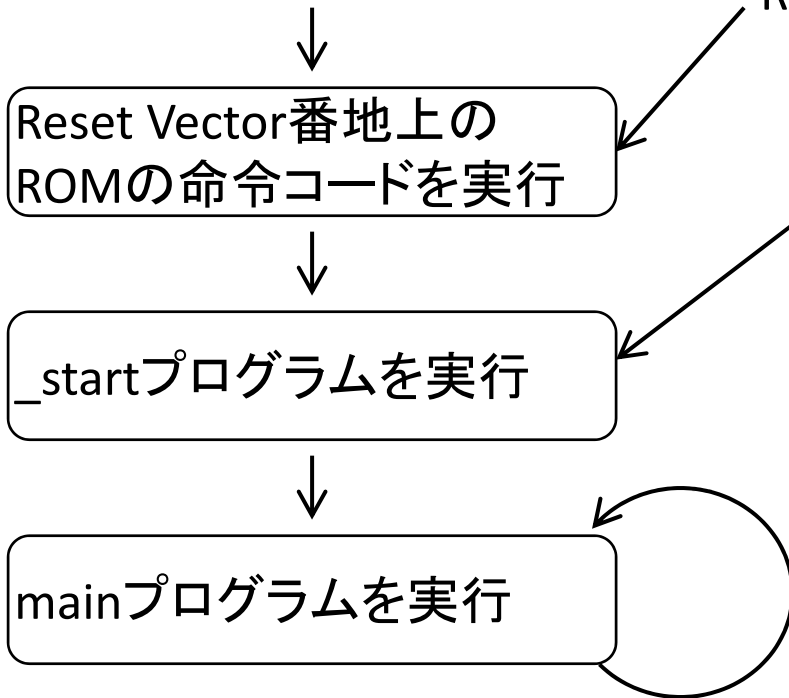 Reset Vector番地上の
ROMの命令コードを実行
_startプログラムを実行
mainプログラムを実行